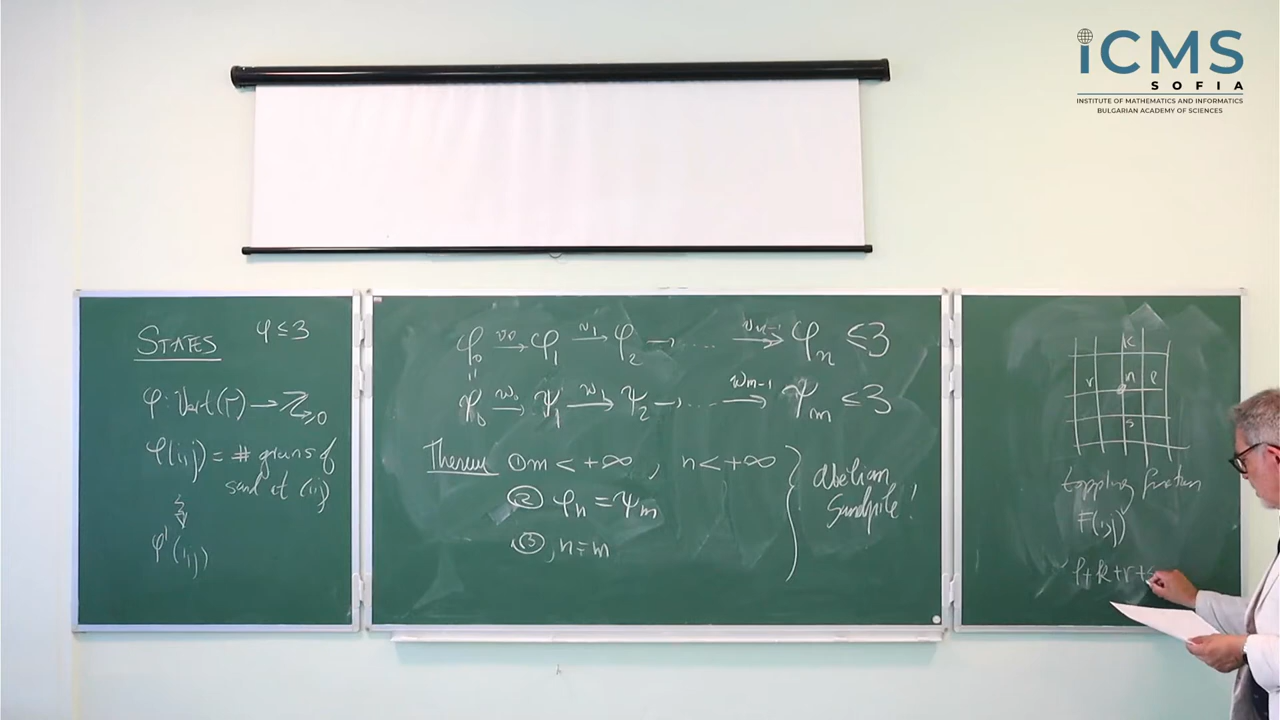 iCMS
SOFIA
INSTITUTE OF MATHEMATICS AND INFORMATICS
BULGARIAN ACADEMY OF SCIENCES
STATES φ ≤ 3
φ: Vert(Γ) → ℤ≥0
φ(i,j) = # grains of
sand at (i,j)
φ'(i,j)
φ₀ →^{v₀} φ₁ →^{v₁} φ₂ → .... →^{v_{n-1}} φₙ ≤ 3
||
ψ₀ →^{w₀} ψ₁ →^{w₁} ψ₂ → .... →^{w_{m-1}} ψₘ ≤ 3
Theorem ① m < +∞, n < +∞
② φₙ = ψₘ
③, n = m
Abelian
Sandpile!
k
r n l
s
toppling function
F(i,j)
l+k+r+s